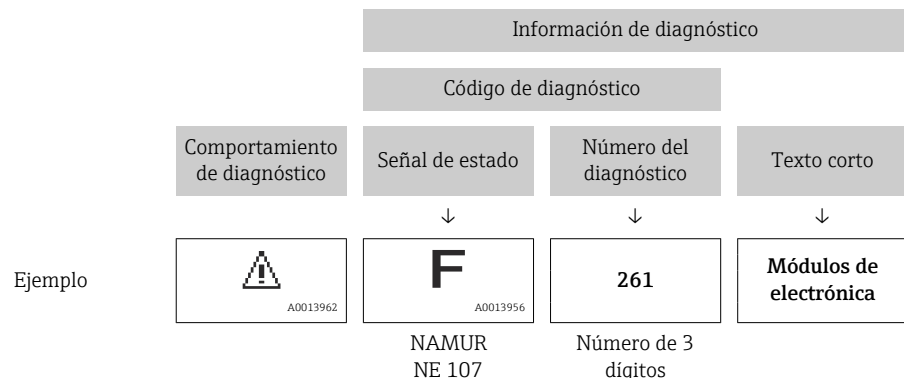 Información de diagnóstico
Código de diagnóstico
Comportamiento
de diagnóstico
Señal de estado
Número del
diagnóstico
Texto corto
↓ ↓ ↓
Ejemplo
A0013962
F
A0013956
261
Módulos de
electrónica
NAMUR
NE 107
Número de 3
dígitos